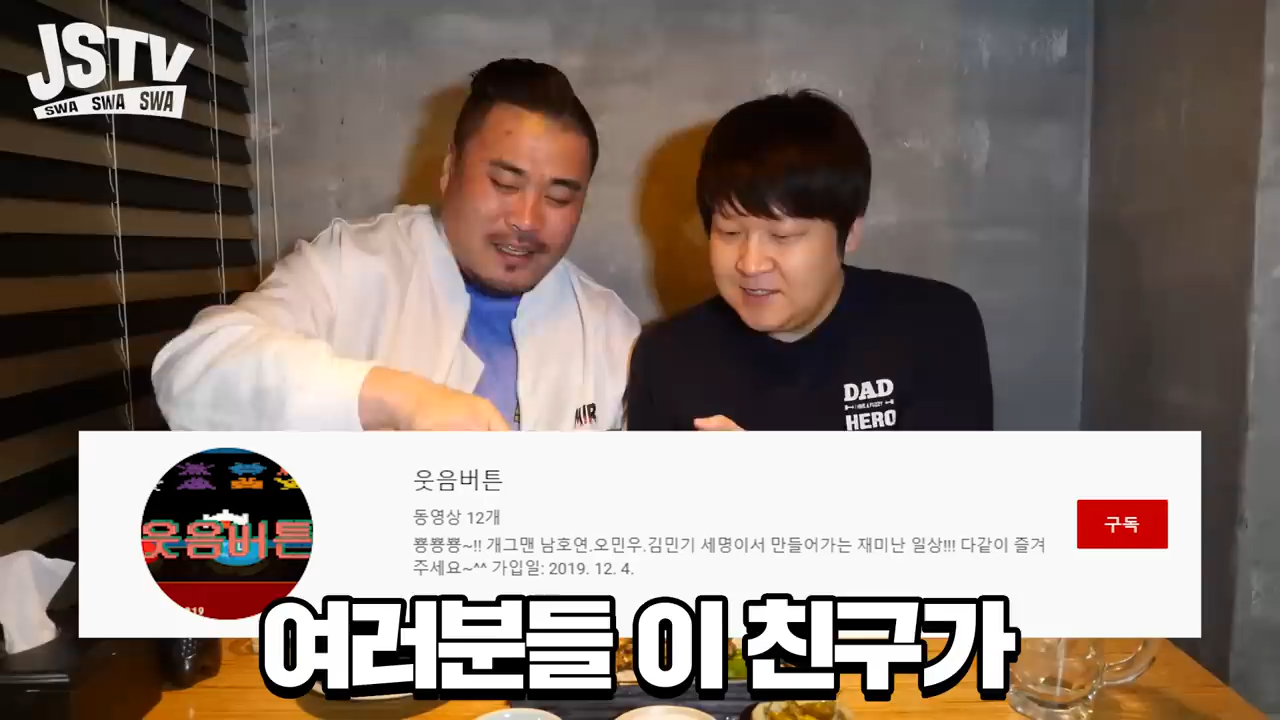 JSTV
SWA SWA SWA
DAD
HERO
웃음버튼
동영상 12개
뿅뿅뿅~!! 개그맨 남호연.오민우.김민기 세명이서 만들어가는 재미난 일상!!! 다같이 즐겨
주세요~^^ 가입일: 2019. 12. 4.
구독
웃음버튼
여러분들 이 친구가